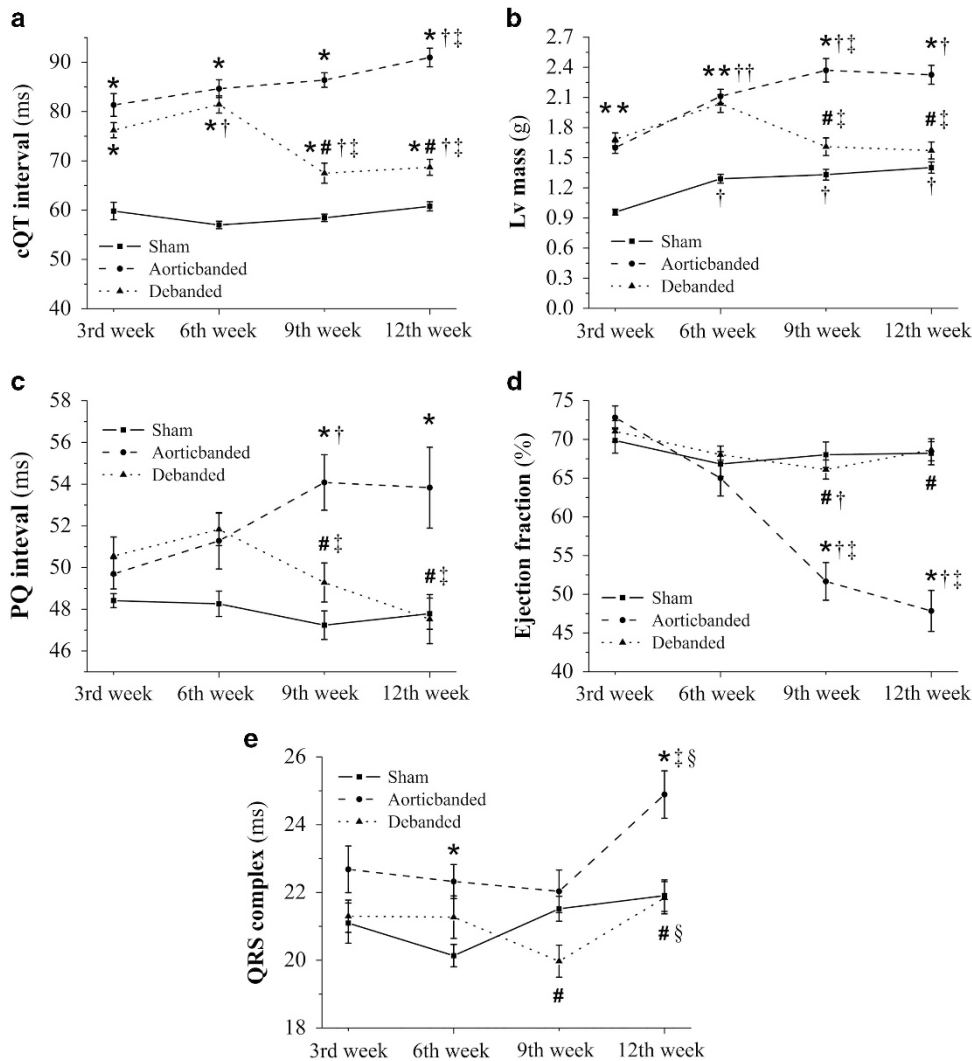 a
cQT interval (ms)
90
80
70
60
50
40
* * * *†‡
* *† *#†‡ *#†‡
Sham
Aorticbanded
Debanded
3rd week 6th week 9th week 12th week
b
Lv mass (g)
2.7
2.4
2.1
1.8
1.5
1.2
0.9
0.6
0.3
0.0
** **†† *†‡ *†
#‡ #‡
† † †
Sham
Aorticbanded
Debanded
3rd week 6th week 9th week 12th week
c
PQ inteval (ms)
58
56
54
52
50
48
46
Sham
Aorticbanded
Debanded
*† *
#‡ #‡
3rd week 6th week 9th week 12th week
d
Ejection fraction (%)
75
70
65
60
55
50
45
40
#† #
*†‡ *†‡
Sham
Aorticbanded
Debanded
3rd week 6th week 9th week 12th week
e
QRS complex (ms)
26
24
22
20
18
Sham
Aorticbanded
Debanded
* *‡§
# #§
3rd week 6th week 9th week 12th week